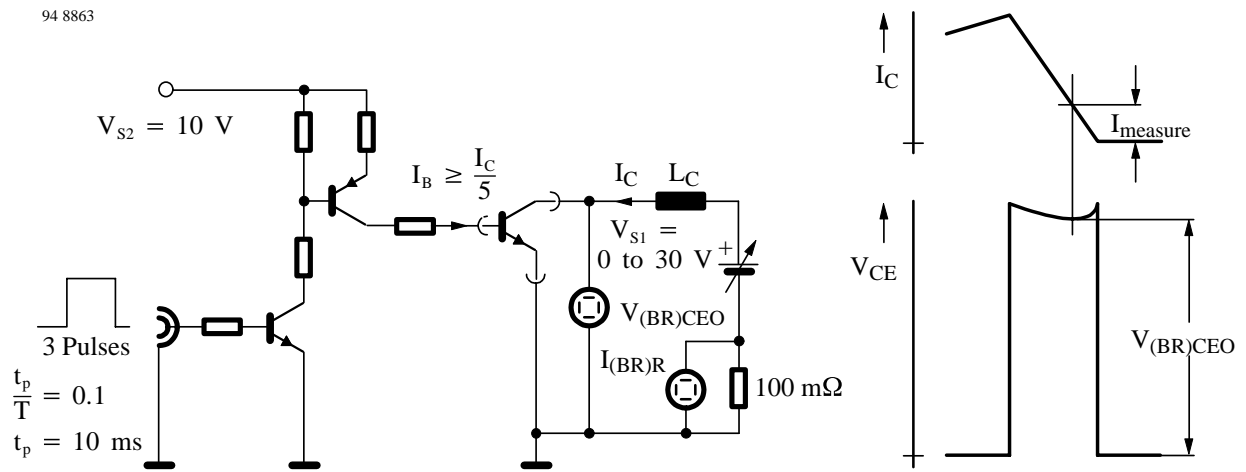 94 8863
V_S2 = 10 V
I_B ≥ I_C/5
I_C
L_C
V_S1 =
0 to 30 V
+
V_(BR)CEO
I_(BR)R
100 mΩ
3 Pulses
t_p/T = 0.1
t_p = 10 ms
I_C
I_measure
V_CE
V_(BR)CEO